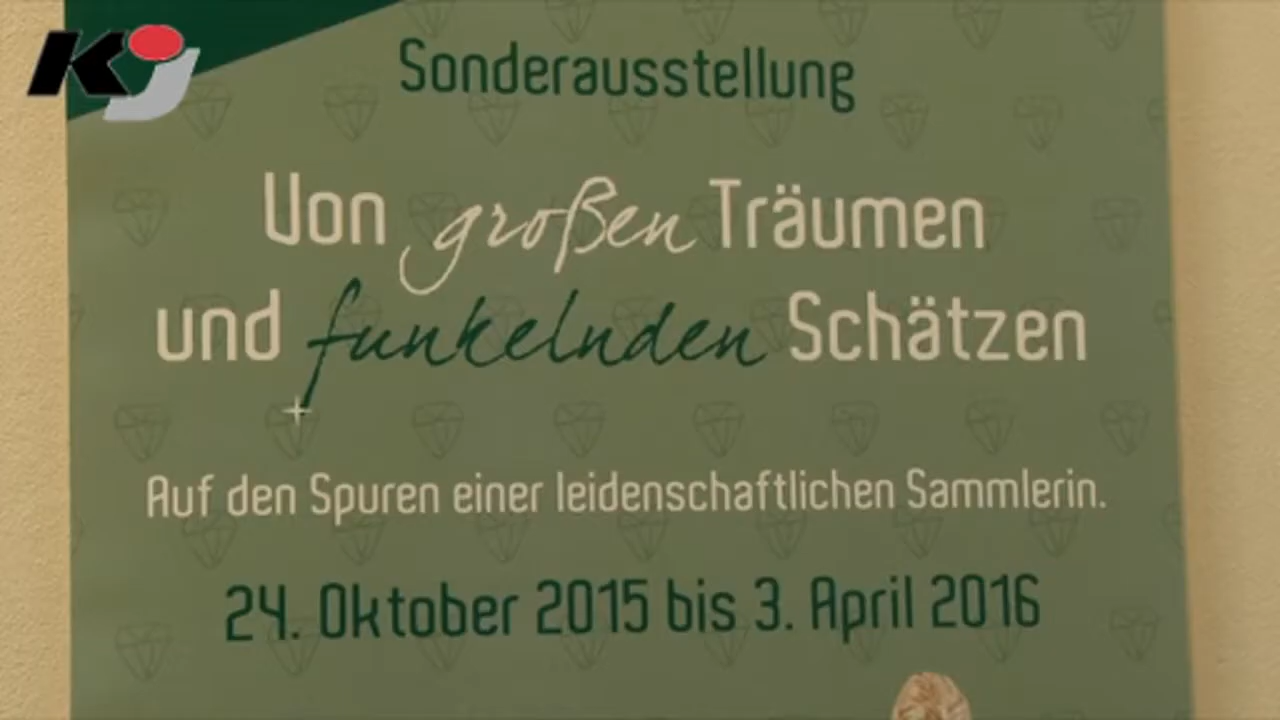 KJ
Sonderausstellung
Von großen Träumen
und funkelnden Schätzen
Auf den Spuren einer leidenschaftlichen Sammlerin.
24. Oktober 2015 bis 3. April 2016